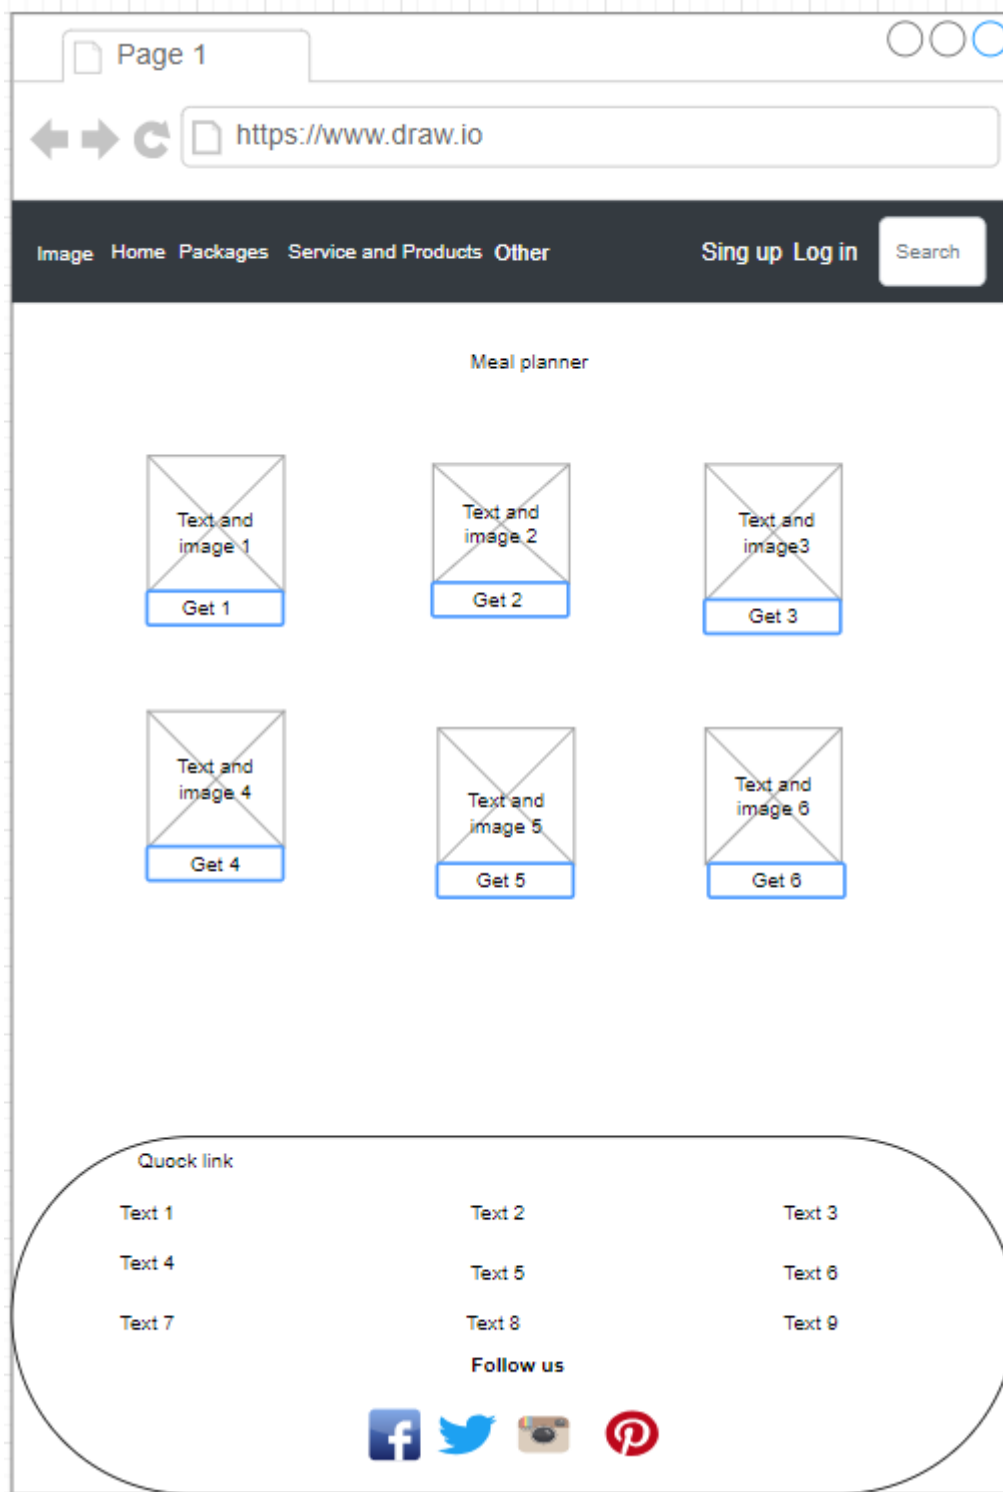 Page 1
https://www.draw.io
Image Home Packages Service and Products Other Sing up Log in Search
Meal planner
Text and
image 1
Get 1
Text and
image 2
Get 2
Text and
image3
Get 3
Text and
image 4
Get 4
Text and
image 5
Get 5
Text and
image 6
Get 6
Quock link
Text 1 Text 2 Text 3
Text 4 Text 5 Text 6
Text 7 Text 8 Text 9
Follow us